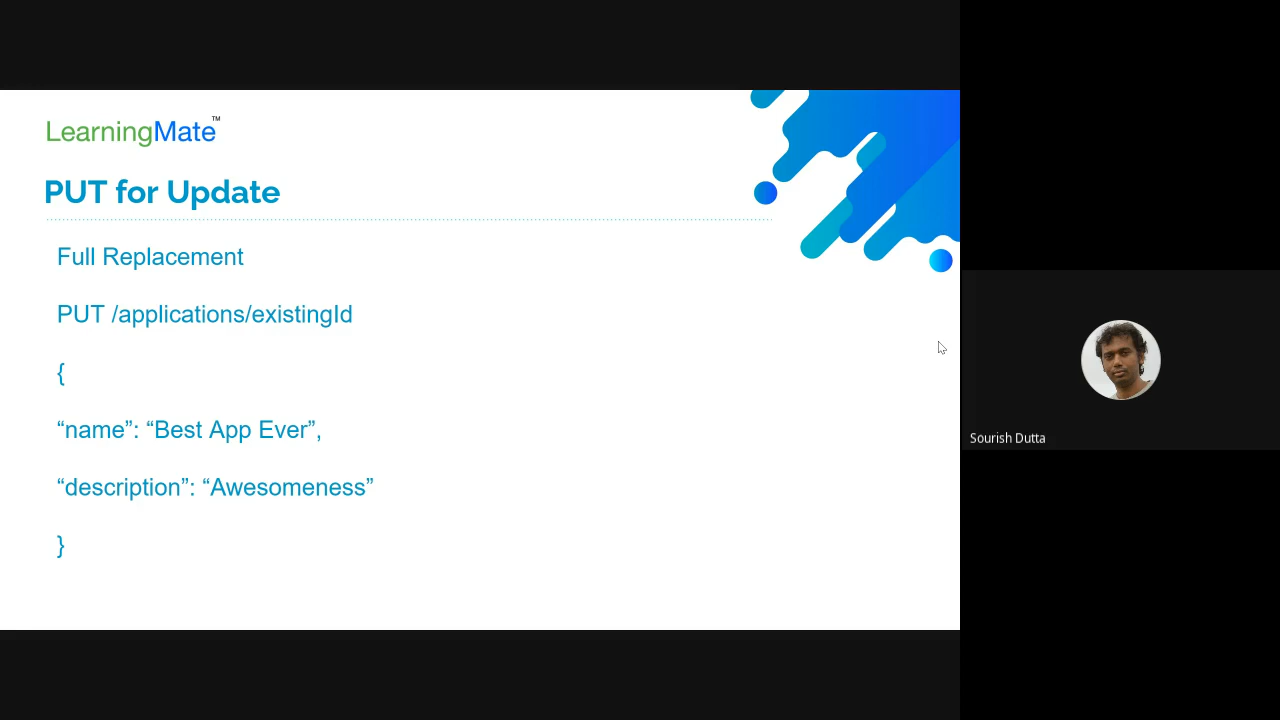 LearningMate™
PUT for Update
Full Replacement
PUT /applications/existingId
{
“name”: “Best App Ever”,
“description”: “Awesomeness”
}
Sourish Dutta